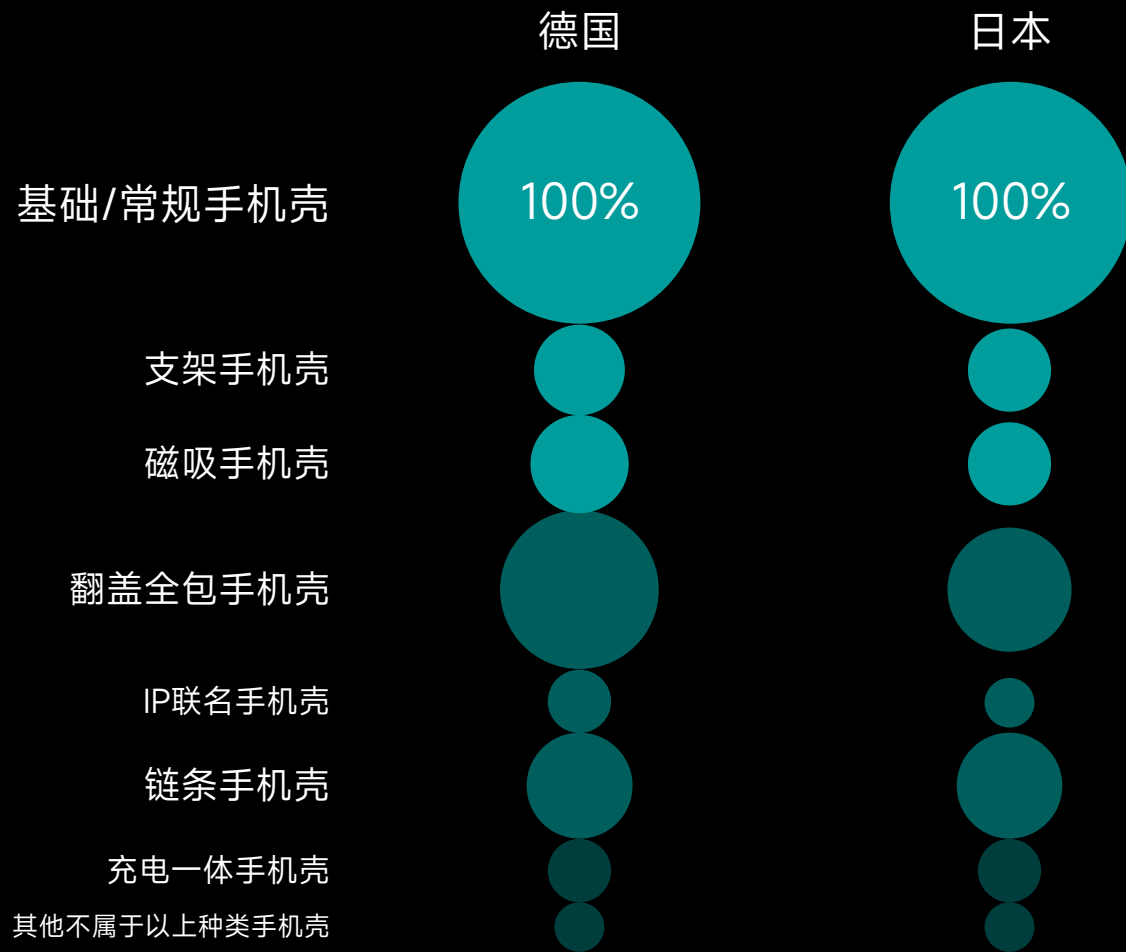 德国 日本
基础/常规手机壳 100% 100%
支架手机壳
磁吸手机壳
翻盖全包手机壳
IP联名手机壳
链条手机壳
充电一体手机壳
其他不属于以上种类手机壳